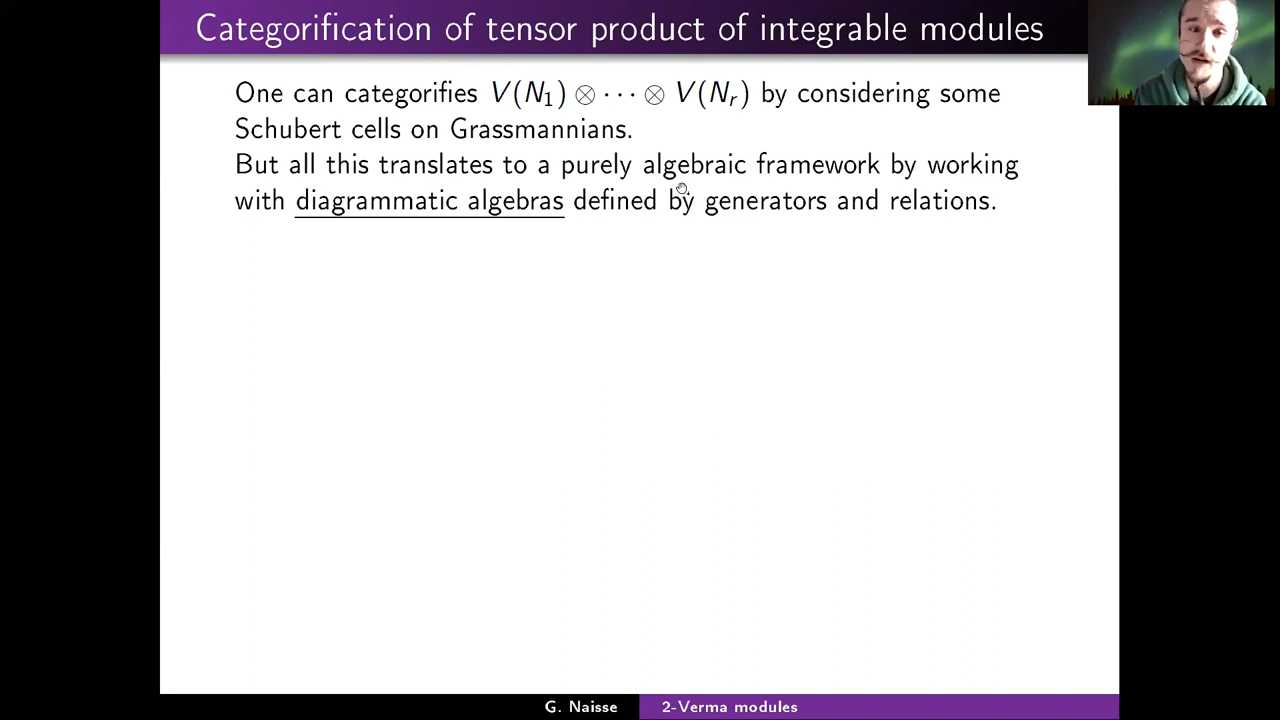 Categorification of tensor product of integrable modules
One can categorifies V(N₁) ⊗ ··· ⊗ V(Nᵣ) by considering some
Schubert cells on Grassmannians.
But all this translates to a purely algebraic framework by working
with diagrammatic algebras defined by generators and relations.
G. Naisse
2-Verma modules